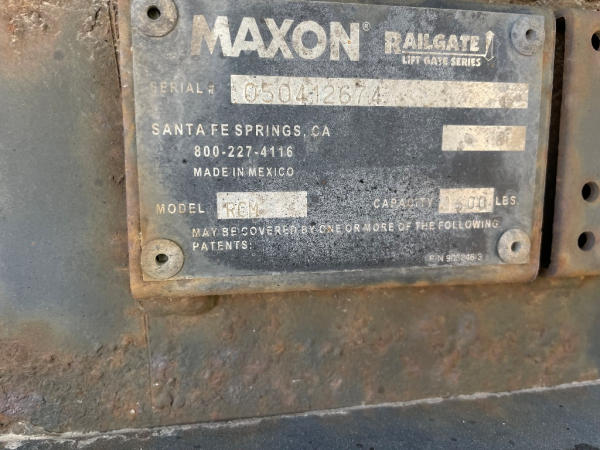 MAXON® RAILGATE
LIFT GATE SERIES
SERIAL # 050412674
SANTA FE SPRINGS, CA
800-227-4116
MADE IN MEXICO
MODEL CAPACITY LBS.
MAY BE COVERED BY ONE OR MORE OF THE FOLLOWING
PATENTS: